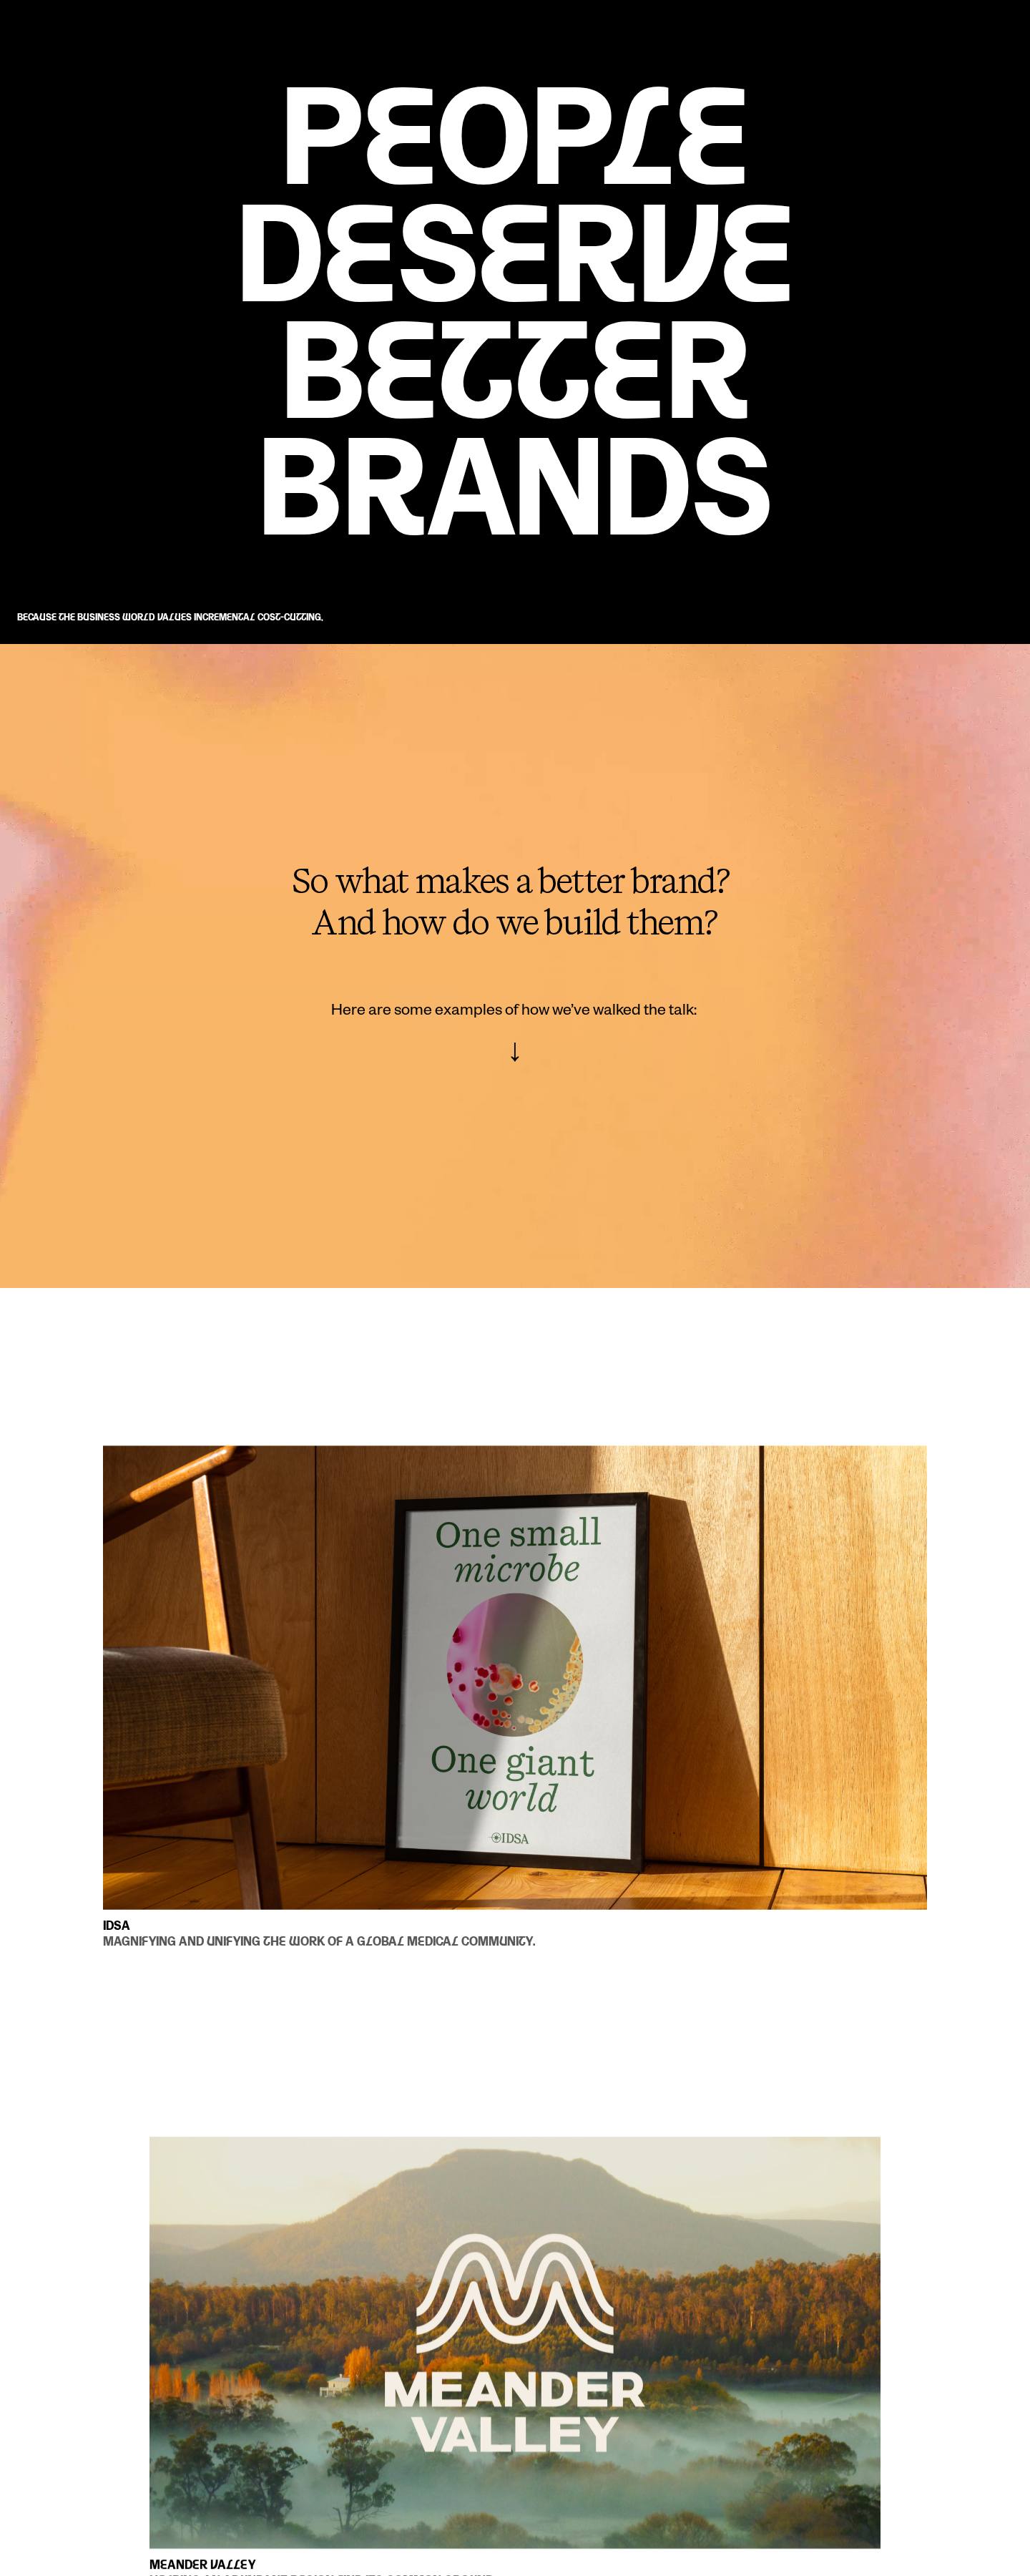 PEOPLE
DESERVE
BETTER
BRANDS
BECAUSE THE BUSINESS WORLD VALUES INCREMENTAL COST-CUTTING,
So what makes a better brand?
And how do we build them?
Here are some examples of how we’ve walked the talk:
↓
One small
microbe
One giant
world
IDSA
IDSA
MAGNIFYING AND UNIFYING THE WORK OF A GLOBAL MEDICAL COMMUNITY.
MEANDER
VALLEY
MEANDER VALLEY